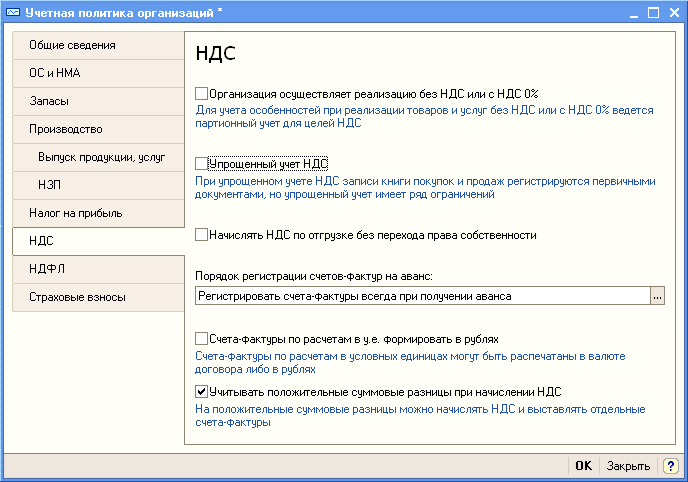 Учетная политика организаций *
Общие сведения
ОС и НМА
Запасы
Производство
Выпуск продукции, услуг
НЗП
Налог на прибыль
НДС
НДФЛ
Страховые взносы
НДС
Организация осуществляет реализацию без НДС или с НДС 0%
Для учета особенностей при реализации товаров и услуг без НДС или с НДС 0% ведется
партионный учет для целей НДС
Упрощенный учет НДС
При упрощенном учете НДС записи книги покупок и продаж регистрируются первичными
документами, но упрощенный учет имеет ряд ограничений
Начислять НДС по отгрузке без перехода права собственности
Порядок регистрации счетов-фактур на аванс:
Регистрировать счета-фактуры всегда при получении аванса
...
Счета-фактуры по расчетам в у.е. формировать в рублях
Счета-фактуры по расчетам в условных единицах могут быть распечатаны в валюте
договора либо в рублях
Учитывать положительные суммовые разницы при начислении НДС
На положительные суммовые разницы можно начислять НДС и выставлять отдельные
счета-фактуры
OK Закрыть ?